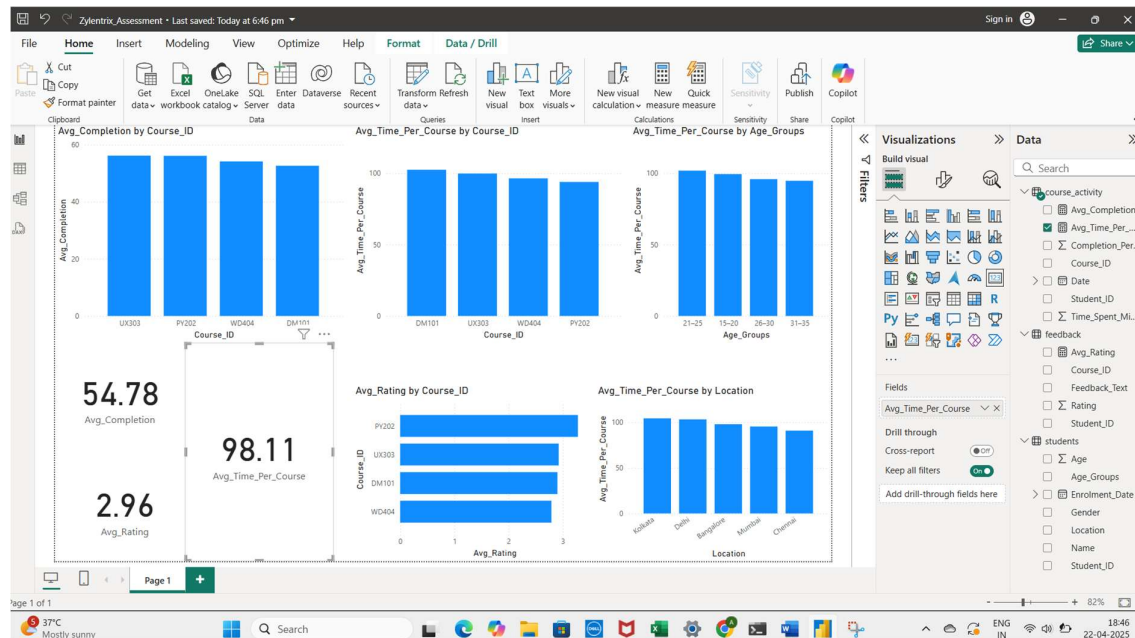 Zylentrix_Assessment • Last saved: Today at 6:46 pm
Sign in
File Home Insert Modeling View Optimize Help Format Data / Drill
Share
Paste
Cut
Copy
Format painter
Get data
Excel workbook
OneLake catalog
SQL Server
Enter data
Dataverse
Recent sources
Transform data
Refresh
New visual
Text box
More visuals
New visual calculation
New measure
Quick measure
Sensitivity
Publish
Copilot
Clipboard Data Queries Insert Calculations Sensitivity Share Copilot
Avg_Completion by Course_ID
60
40
20
0
Avg_Completion
UX303 PY202 WD404 DM101
Course_ID
Avg_Time_Per_Course by Course_ID
100
50
0
Avg_Time_Per_Course
DM101 UX303 WD404 PY202
Course_ID
Avg_Time_Per_Course by Age_Groups
100
50
0
Avg_Time_Per_Course
21–25 15–20 26–30 31–35
Age_Groups
54.78
Avg_Completion
98.11
Avg_Time_Per_Course
2.96
Avg_Rating
Avg_Rating by Course_ID
Course_ID
PY202
UX303
DM101
WD404
0 1 2 3
Avg_Rating
Avg_Time_Per_Course by Location
100
50
0
Avg_Time_Per_Course
Kolkata Delhi Bangalore Mumbai Chennai
Location
Filters
Visualizations
Build visual
R
Py
123
...
Fields
Avg_Time_Per_Course
Drill through
Cross-report
Off
Keep all filters
On
Add drill-through fields here
Data
Search
course_activity
Avg_Completion
Avg_Time_Per_...
Completion_Per...
Course_ID
Date
Student_ID
Time_Spent_Mi...
feedback
Avg_Rating
Course_ID
Feedback_Text
Rating
Student_ID
students
Age
Age_Groups
Enrolment_Date
Gender
Location
Name
Student_ID
Page 1
Page 1 of 1
82%
5
37°C
Mostly sunny
Search
ENG
IN
18:46
22-04-2025